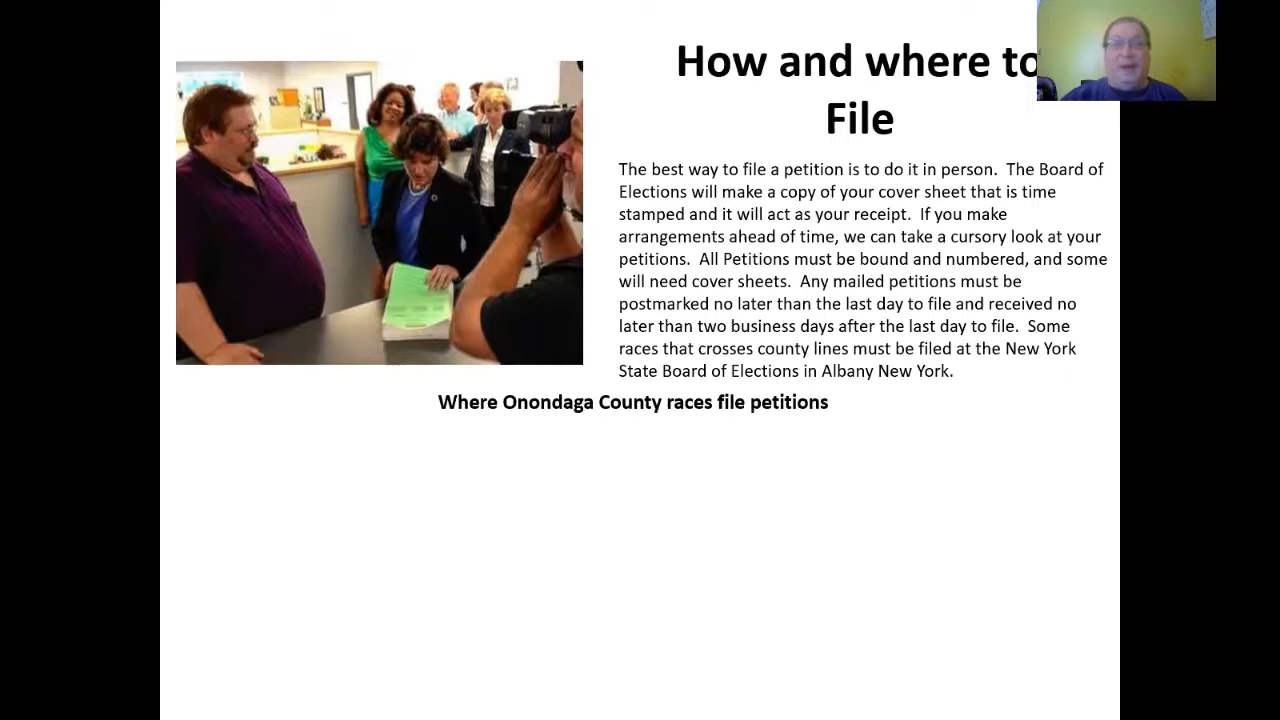 How and where to
File
The best way to file a petition is to do it in person.  The Board of
Elections will make a copy of your cover sheet that is time
stamped and it will act as your receipt.  If you make
arrangements ahead of time, we can take a cursory look at your
petitions.  All Petitions must be bound and numbered, and some
will need cover sheets.  Any mailed petitions must be
postmarked no later than the last day to file and received no
later than two business days after the last day to file.  Some
races that crosses county lines must be filed at the New York
State Board of Elections in Albany New York.
Where Onondaga County races file petitions